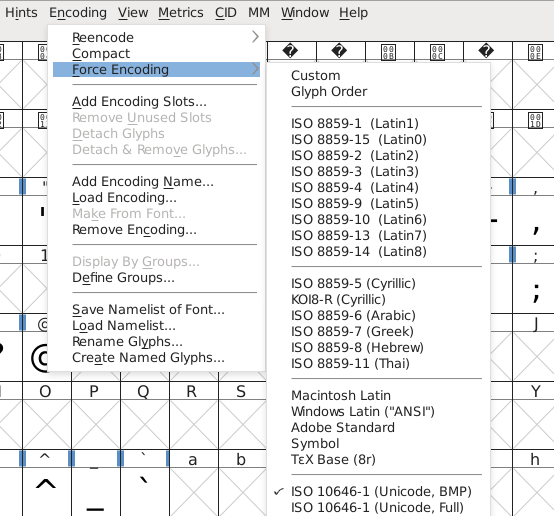 Hints Encoding View Metrics CID MM Window Help
Reencode
Compact
Force Encoding
Add Encoding Slots...
Remove Unused Slots
Detach Glyphs
Detach & Remove Glyphs...
Add Encoding Name...
Load Encoding...
Make From Font...
Remove Encoding...
Display By Groups...
Define Groups...
Save Namelist of Font...
Load Namelist...
Rename Glyphs...
Create Named Glyphs...
Custom
Glyph Order
ISO 8859-1 (Latin1)
ISO 8859-15 (Latin0)
ISO 8859-2 (Latin2)
ISO 8859-3 (Latin3)
ISO 8859-4 (Latin4)
ISO 8859-9 (Latin5)
ISO 8859-10 (Latin6)
ISO 8859-13 (Latin7)
ISO 8859-14 (Latin8)
ISO 8859-5 (Cyrillic)
KOI8-R (Cyrillic)
ISO 8859-6 (Arabic)
ISO 8859-7 (Greek)
ISO 8859-8 (Hebrew)
ISO 8859-11 (Thai)
Macintosh Latin
Windows Latin ("ANSI")
Adobe Standard
Symbol
TεX Base (8r)
ISO 10646-1 (Unicode, BMP)
ISO 10646-1 (Unicode, Full)
,
,
;
;
J
O P Q R S Y
^ _ ` a b h
^ _ `